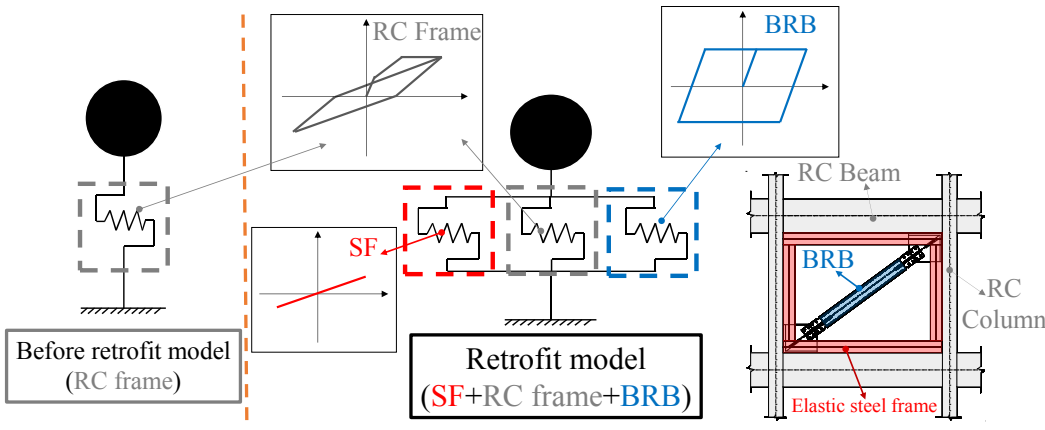 RC Frame
BRB
SF
Before retrofit model
(RC frame)
Retrofit model
(SF+RC frame+BRB)
RC Beam
BRB
RC
Column
Elastic steel frame